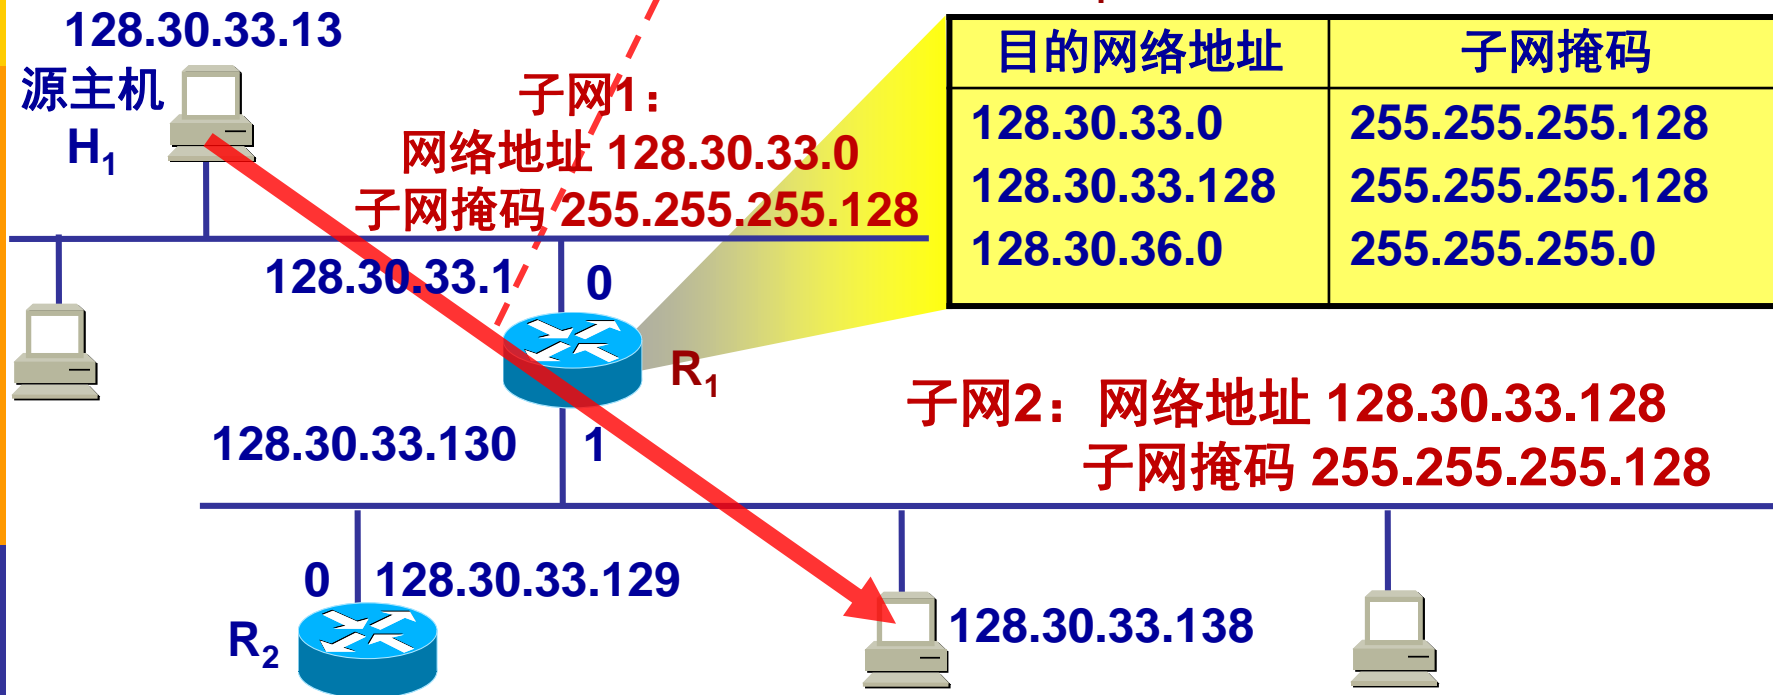 128.30.33.13
源主机
H1
子网1：
网络地址 128.30.33.0
子网掩码 255.255.255.128
目的网络地址 子网掩码
128.30.33.0 255.255.255.128
128.30.33.128 255.255.255.128
128.30.36.0 255.255.255.0
128.30.33.1 0
R1
子网2：网络地址 128.30.33.128
子网掩码 255.255.255.128
128.30.33.130 1
0 128.30.33.129
R2
128.30.33.138